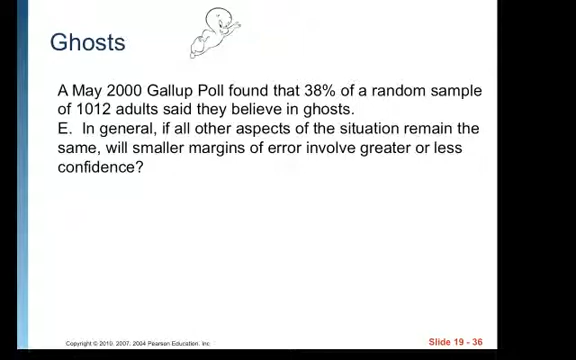 Ghosts
A May 2000 Gallup Poll found that 38% of a random sample
of 1012 adults said they believe in ghosts.
E. In general, if all other aspects of the situation remain the
same, will smaller margins of error involve greater or less
confidence?
Copyright © 2010, 2007, 2004 Pearson Education, Inc.
Slide 19 - 36